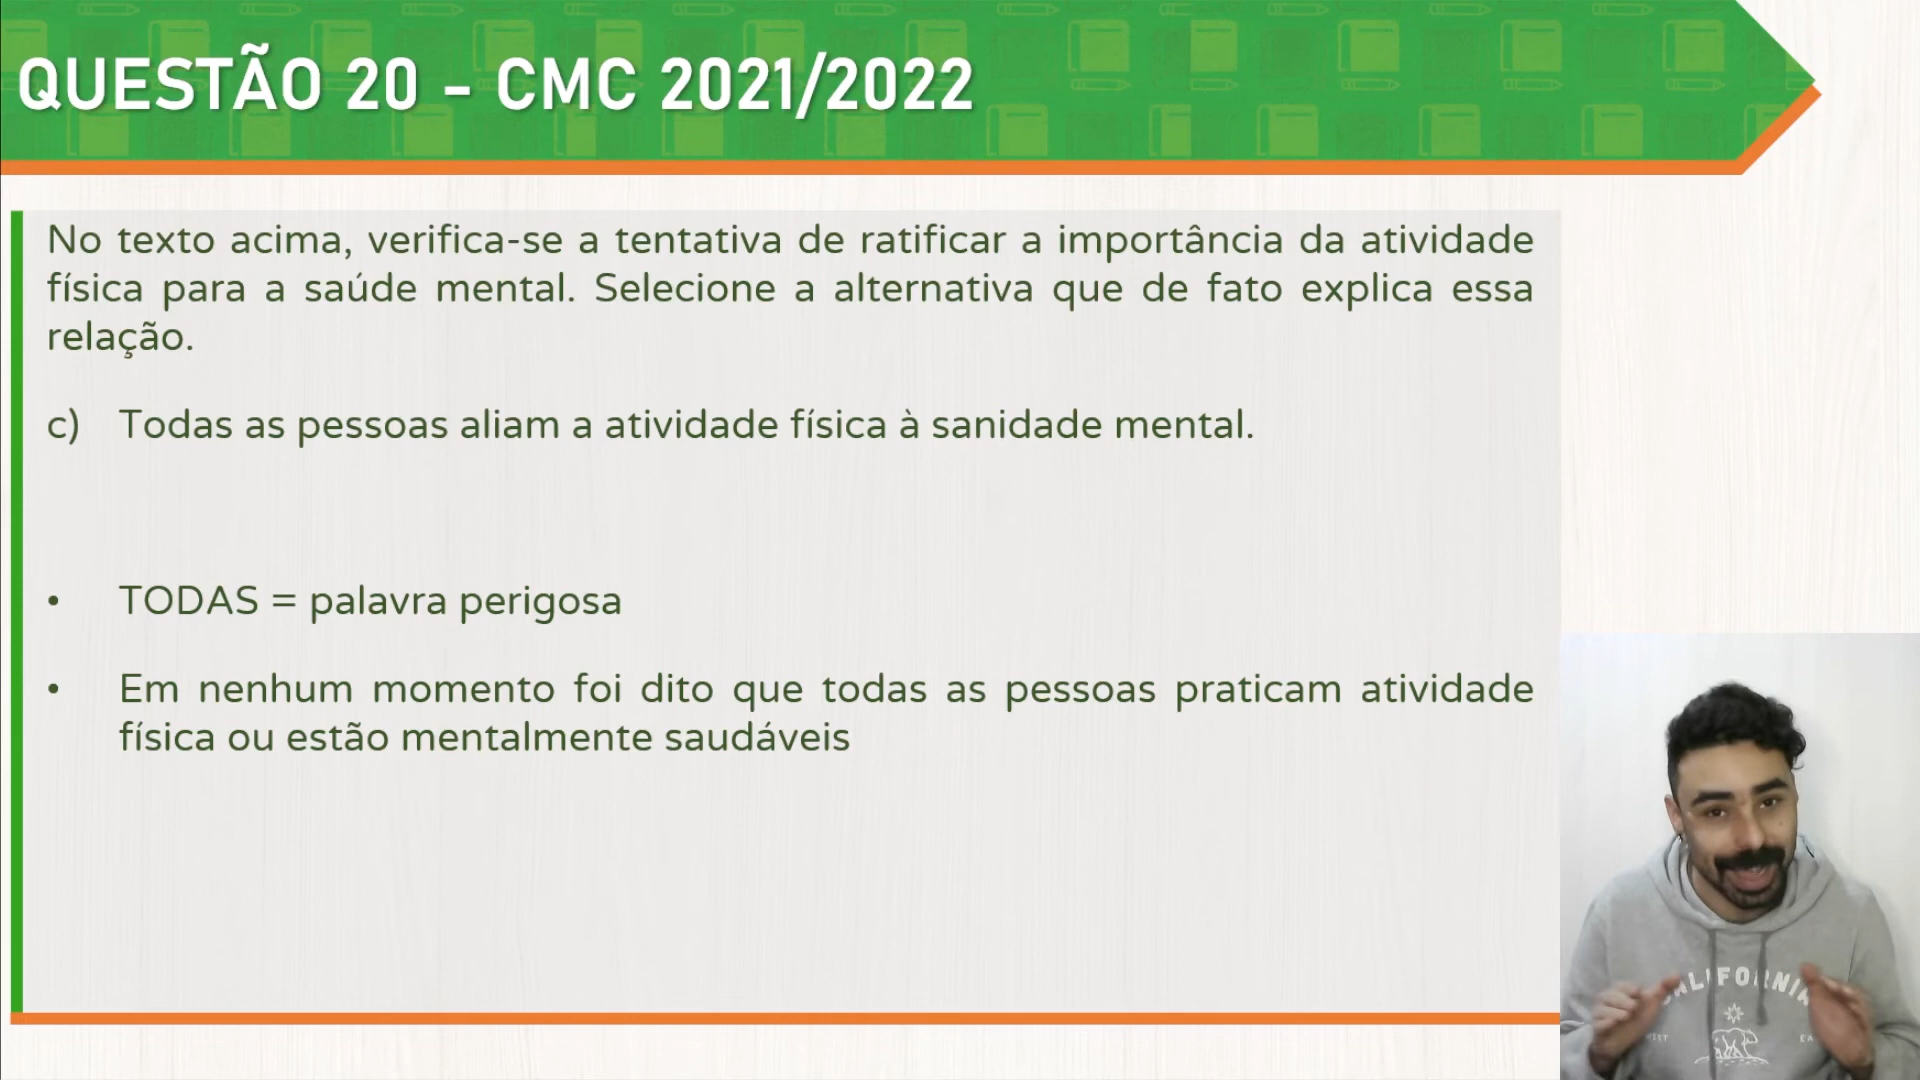 QUESTÃO 20 - CMC 2021/2022
No texto acima, verifica-se a tentativa de ratificar a importância da atividade
física para a saúde mental. Selecione a alternativa que de fato explica essa
relação.
c) Todas as pessoas aliam a atividade física à sanidade mental.
• TODAS = palavra perigosa
• Em nenhum momento foi dito que todas as pessoas praticam atividade
física ou estão mentalmente saudáveis
CALIFORNIA